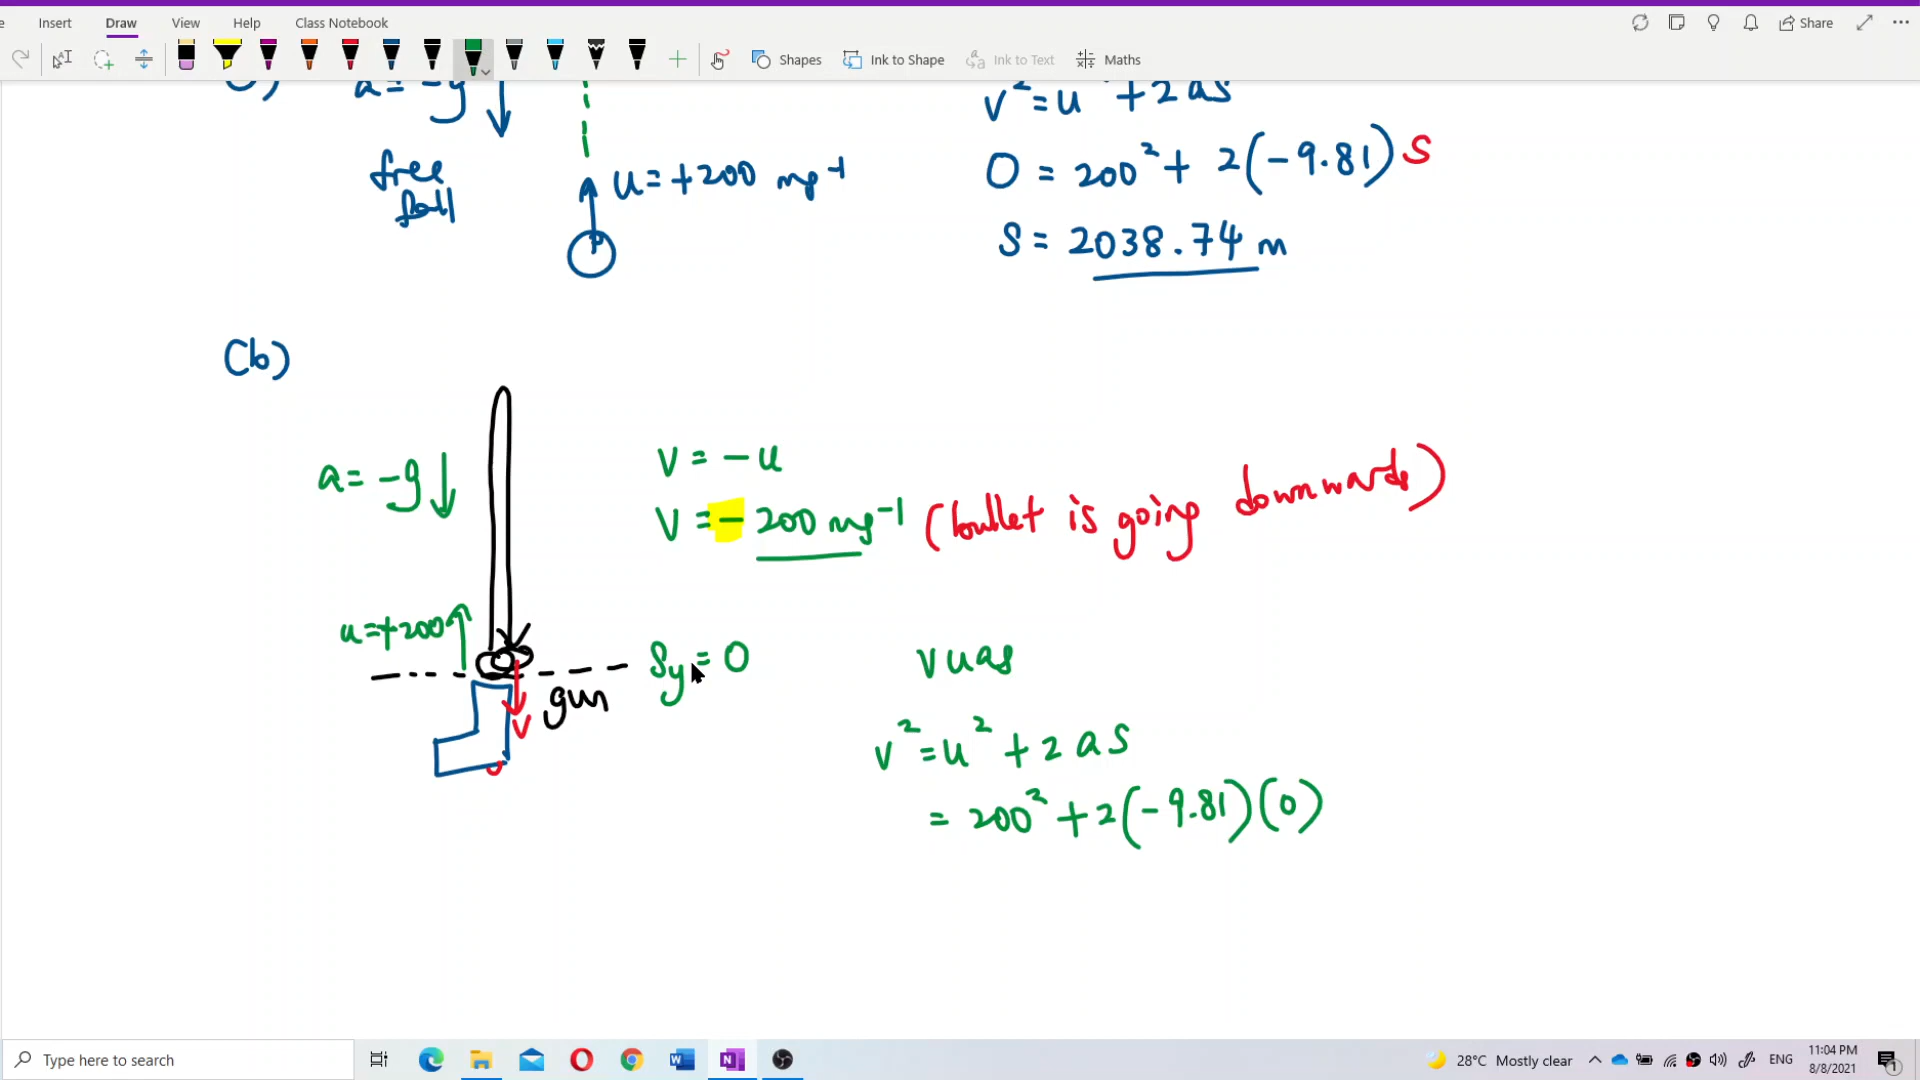 Insert Draw View Help Class Notebook Share
Shapes Ink to Shape Ink to Text Maths
a = -g
free
fall
u = +200 ms⁻¹
v² = u² + 2as
0 = 200² + 2(-9.81) s
s = 2038.74 m
(b)
a = -g
u = +200
gun
v
v = -u
v = -200 ms⁻¹ (bullet is going downwards)
Sy = 0
vuas
v² = u² + 2as
= 200² + 2(-9.81)(0)
Type here to search
28°C Mostly clear
ENG
11:04 PM
8/8/2021
1